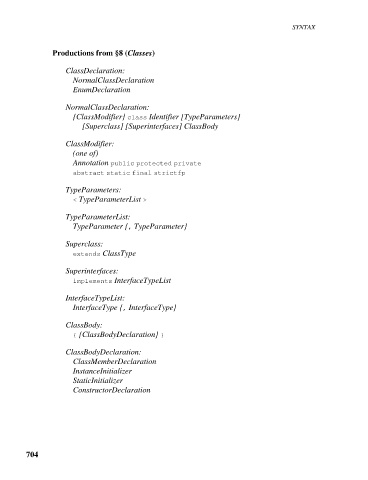 SYNTAX
Productions from §8 (Classes)
ClassDeclaration:
NormalClassDeclaration
EnumDeclaration
NormalClassDeclaration:
{ClassModifier} class Identifier [TypeParameters]
[Superclass] [Superinterfaces] ClassBody
ClassModifier:
(one of)
Annotation public protected private
abstract static final strictfp
TypeParameters:
< TypeParameterList >
TypeParameterList:
TypeParameter {, TypeParameter}
Superclass:
extends ClassType
Superinterfaces:
implements InterfaceTypeList
InterfaceTypeList:
InterfaceType {, InterfaceType}
ClassBody:
{ {ClassBodyDeclaration} }
ClassBodyDeclaration:
ClassMemberDeclaration
InstanceInitializer
StaticInitializer
ConstructorDeclaration
704